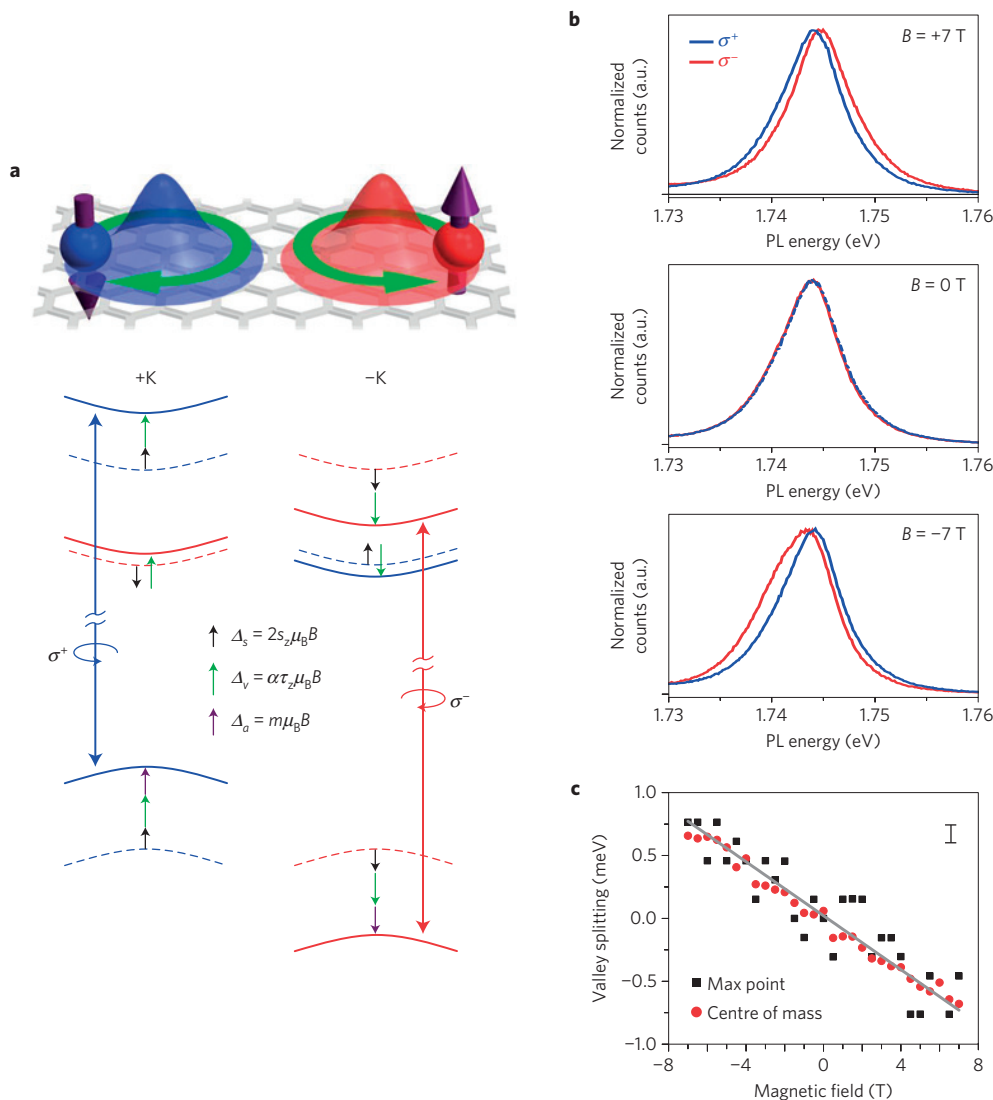 a
+K
−K
σ+
σ−
Δs = 2szμBB
Δv = ατzμBB
Δa = mμBB
b
σ+
σ−
B = +7 T
Normalized
counts (a.u.)
1.73
1.74
1.75
1.76
PL energy (eV)
B = 0 T
Normalized
counts (a.u.)
1.73
1.74
1.75
1.76
PL energy (eV)
B = −7 T
Normalized
counts (a.u.)
1.73
1.74
1.75
1.76
PL energy (eV)
c
Valley splitting (meV)
1.0
0.5
0.0
−0.5
−1.0
Max point
Centre of mass
−8
−4
0
4
8
Magnetic field (T)